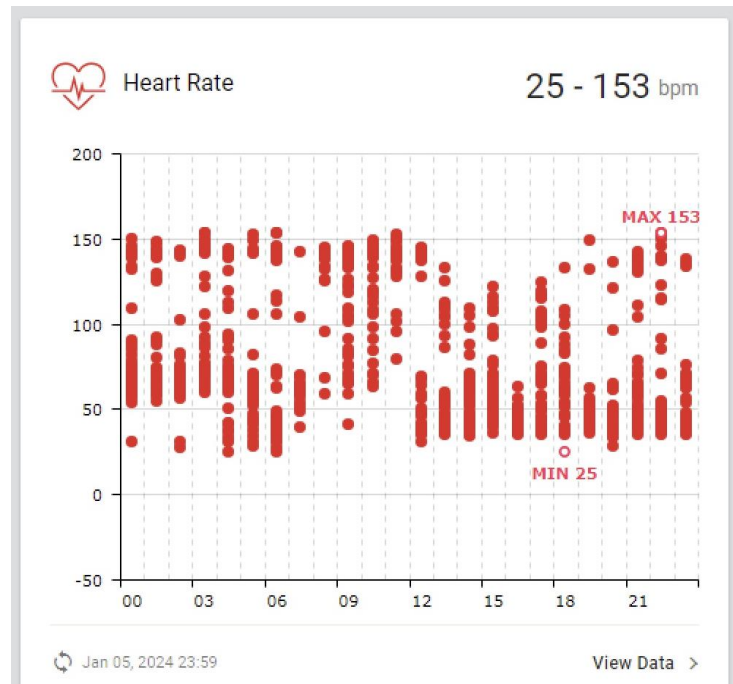 Heart Rate
25 - 153 bpm
200
MAX 153
150
100
50
MIN 25
0
-50
00 03 06 09 12 15 18 21
Jan 05, 2024 23:59
View Data >